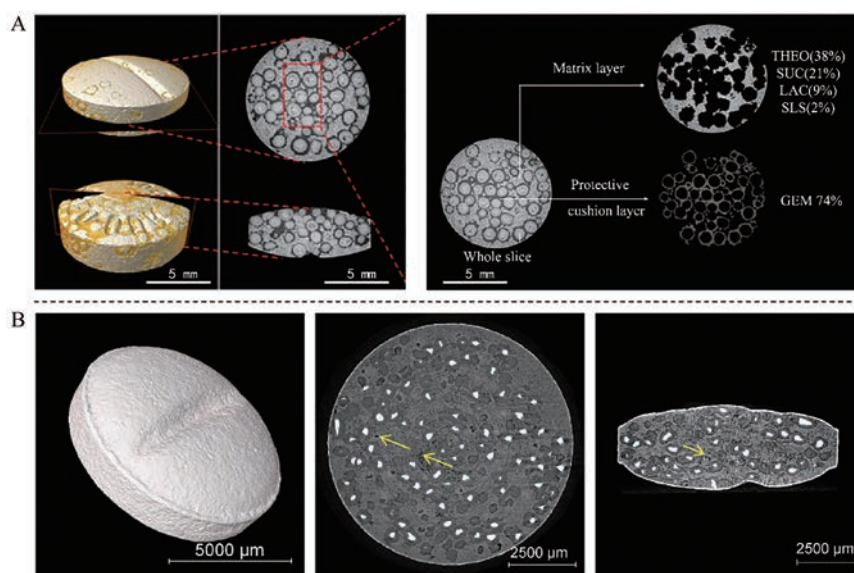 A
5 mm
5 mm
Matrix layer
THEO(38%)
SUC(21%)
LAC(9%)
SLS(2%)
Protective
cushion layer
GEM 74%
Whole slice
5 mm
B
5000 μm
2500 μm
2500 μm